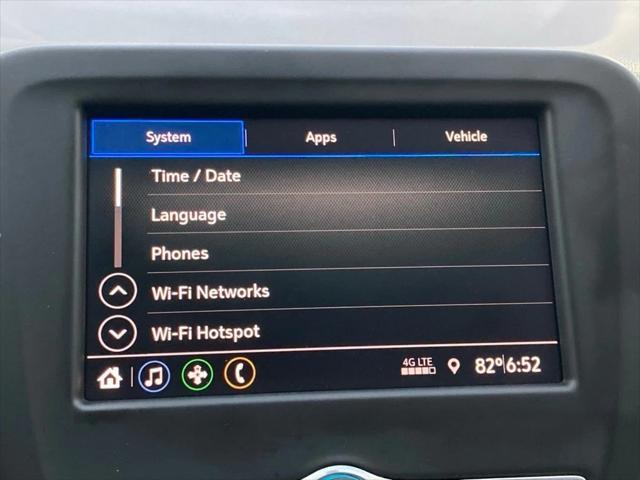 System Apps Vehicle
Time / Date
Language
Phones
Wi-Fi Networks
Wi-Fi Hotspot
4G LTE
82° 6:52